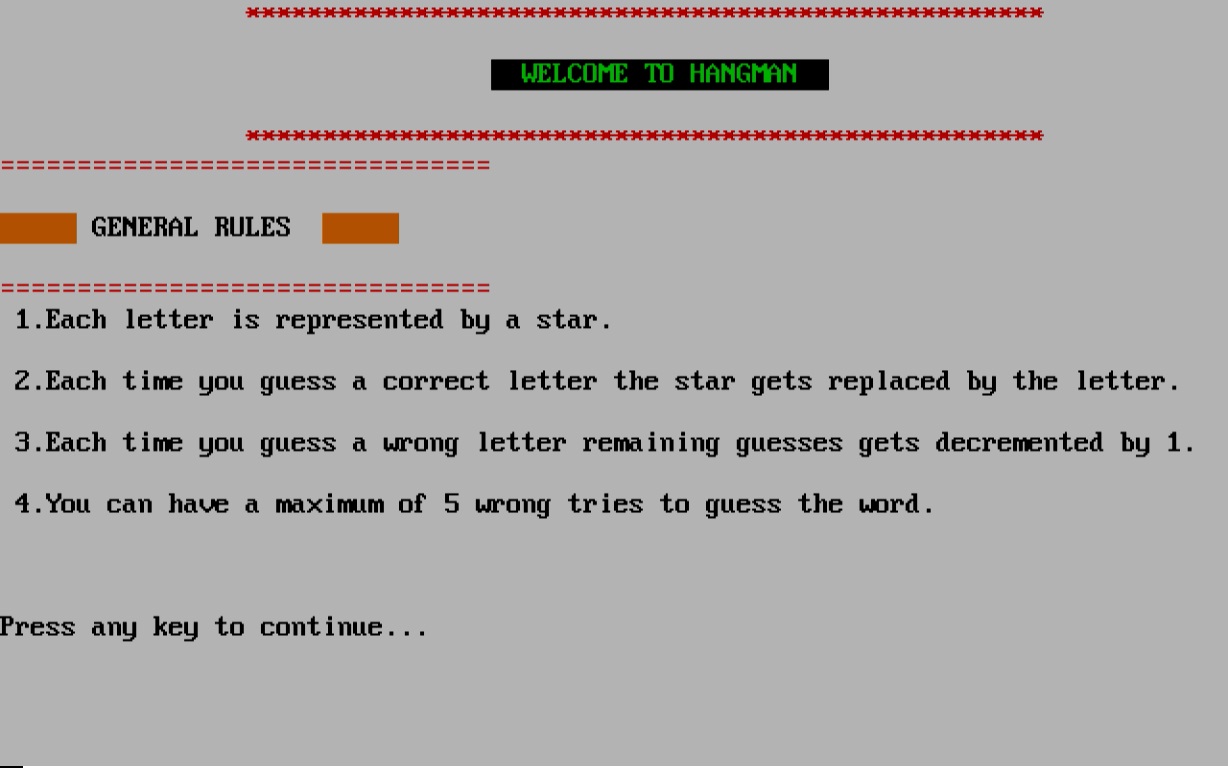 ****************************************************
WELCOME TO HANGMAN
****************************************************
================================
GENERAL RULES
================================
1.Each letter is represented by a star.
2.Each time you guess a correct letter the star gets replaced by the letter.
3.Each time you guess a wrong letter remaining guesses gets decremented by 1.
4.You can have a maximum of 5 wrong tries to guess the word.
Press any key to continue...